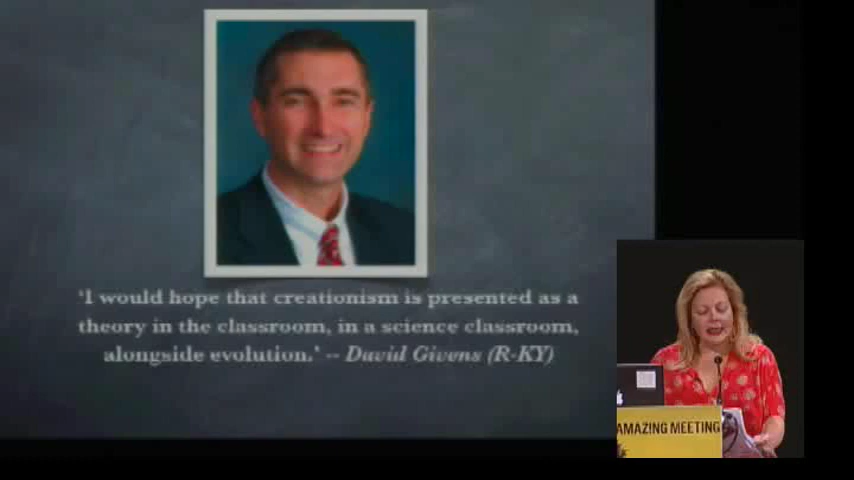 'I would hope that creationism is presented as a
theory in the classroom, in a science classroom,
alongside evolution.' -- David Givens (R-KY)
AMAZING MEETING